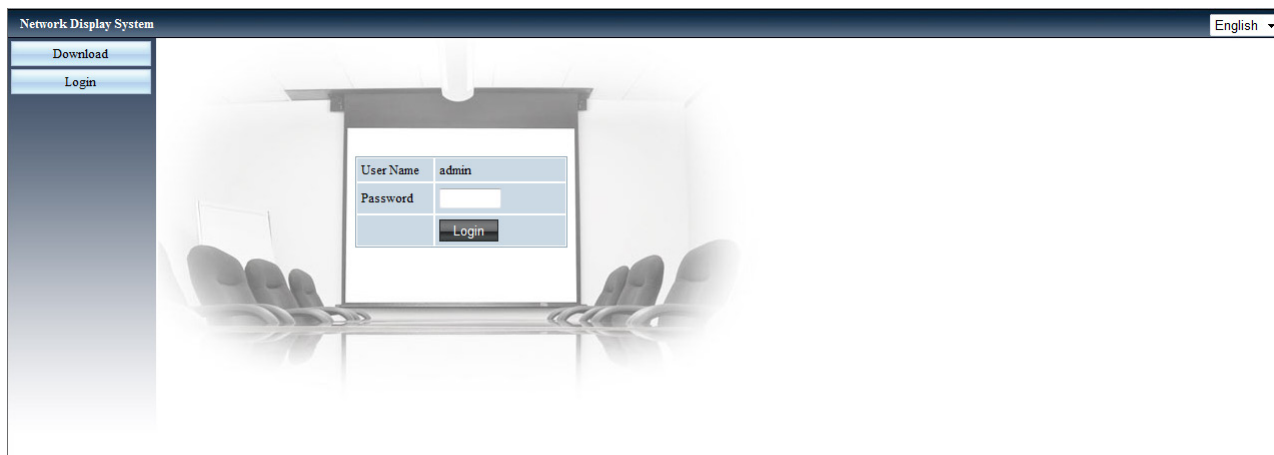 Network Display System
English
Download
Login
User Name admin
Password
Login